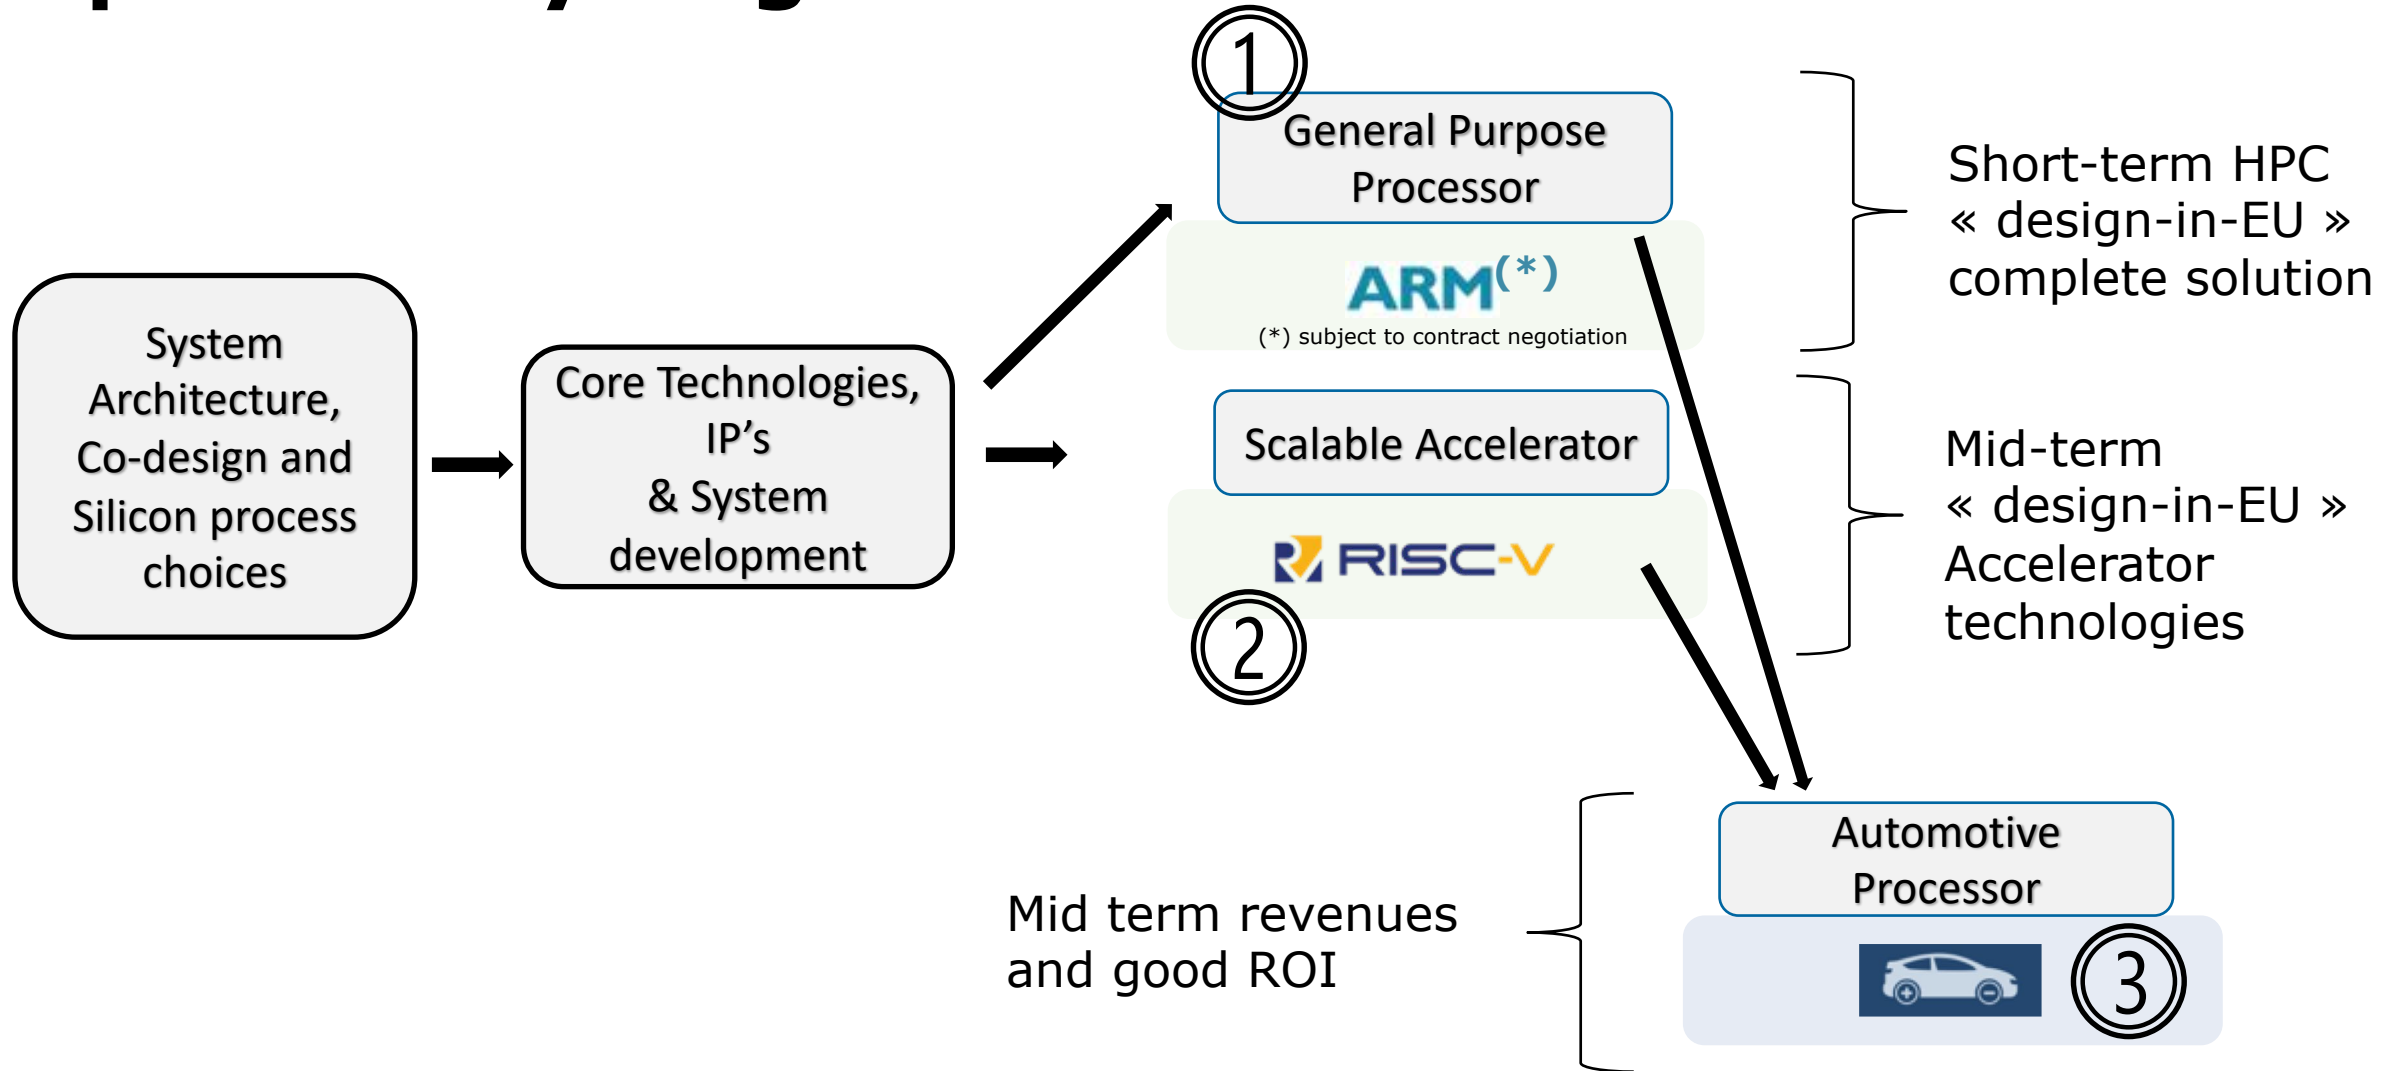 System
Architecture,
Co-design and
Silicon process
choices
Core Technologies,
IP’s
& System
development
1
General Purpose
Processor
ARM(*)
(*) subject to contract negotiation
Short-term HPC
« design-in-EU »
complete solution
Scalable Accelerator
RISC-V
2
Mid-term
« design-in-EU »
Accelerator
technologies
Automotive
Processor
3
Mid term revenues
and good ROI